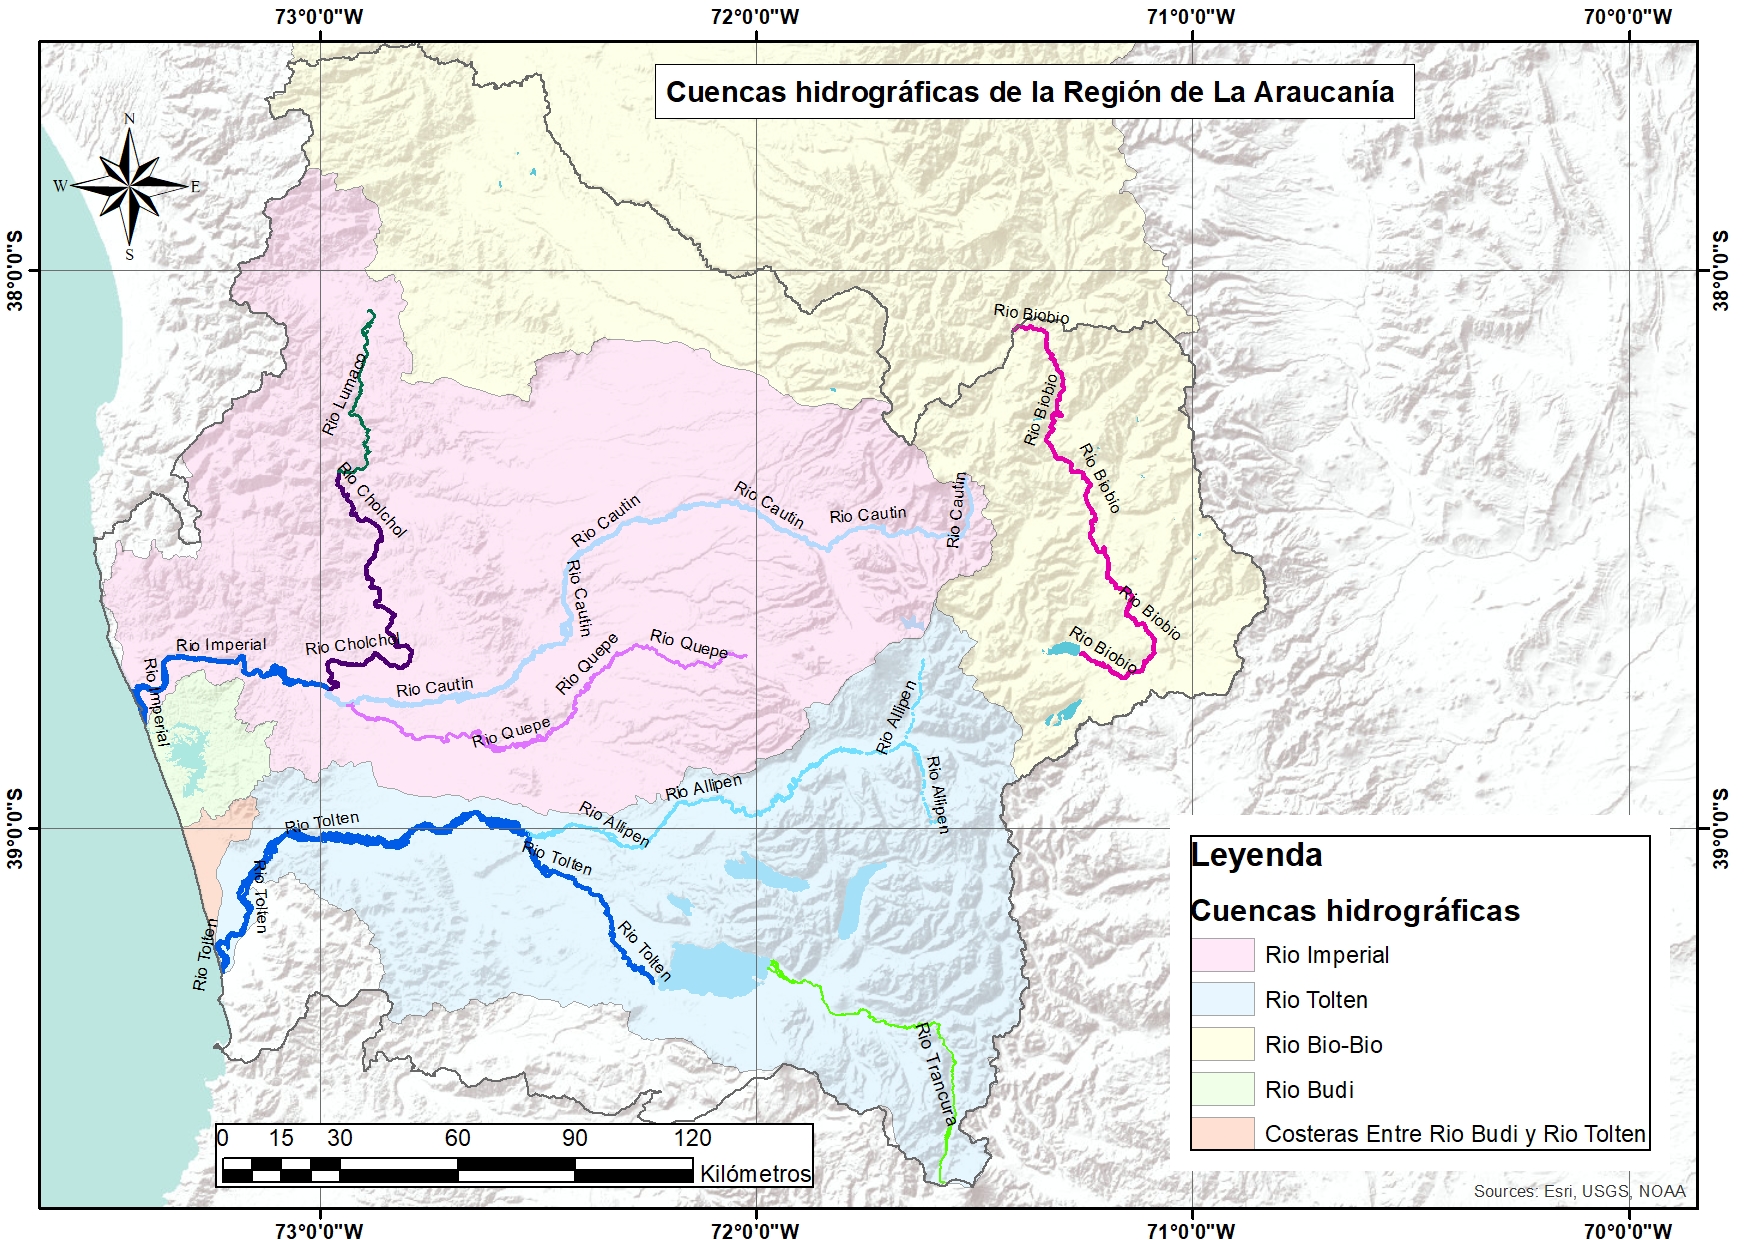 73°0'0"W 72°0'0"W 71°0'0"W 70°0'0"W
Cuencas hidrográficas de la Región de La Araucanía
N
W E
S
38°0'0"S 38°0'0"S
Rio Biobio
Rio Lumaco
Rio Biobio
Rio Biobio
Rio Cholchol
Rio Cautin
Rio Cautin
Rio Cautin
Rio Cautin
Rio Cautin
Rio Biobio
Rio Biobio
Rio Imperial
Rio Cholchol
Rio Quepe
Rio Quepe
Rio Imperial
Rio Cautin
Rio Quepe
Rio Allipen
Rio Allipen
Rio Allipen
Rio Allipen
39°0'0"S 39°0'0"S
Rio Tolten
Rio Tolten
Rio Tolten
Rio Tolten
Rio Tolten
Rio Trancura
Leyenda
Cuencas hidrográficas
Rio Imperial
Rio Tolten
Rio Bio-Bio
Rio Budi
Costeras Entre Rio Budi y Rio Tolten
0 15 30 60 90 120
Kilómetros
Sources: Esri, USGS, NOAA
73°0'0"W 72°0'0"W 71°0'0"W 70°0'0"W